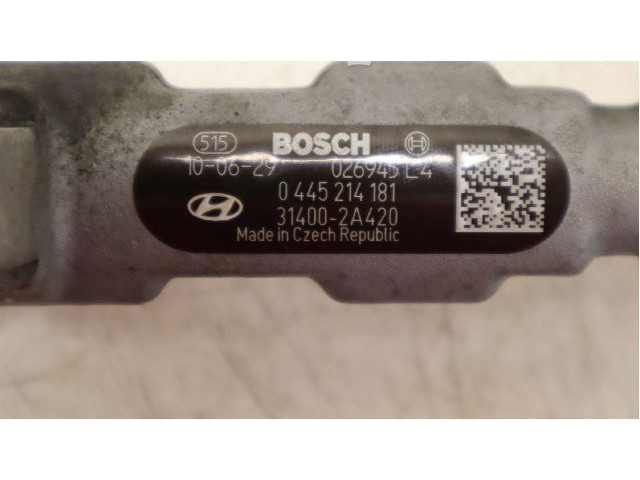 515 BOSCH
10-06-29 026945 L4
0 445 214 181
31400-2A420
Made in Czech Republic